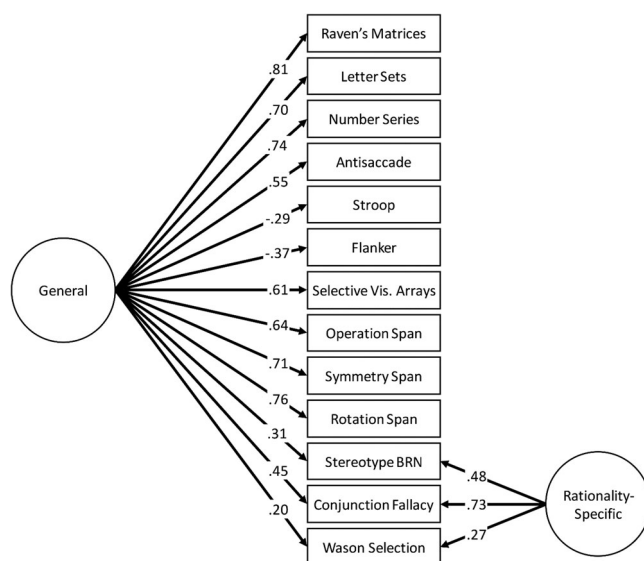 Raven's Matrices
.81
Letter Sets
.70
Number Series
.74
Antisaccade
.55
Stroop
-.29
Flanker
-.37
General
Selective Vis. Arrays
.61
Operation Span
.64
Symmetry Span
.71
Rotation Span
.76
Stereotype BRN
.31
.48
Conjunction Fallacy
.45
.73
Rationality-
Specific
Wason Selection
.20
.27